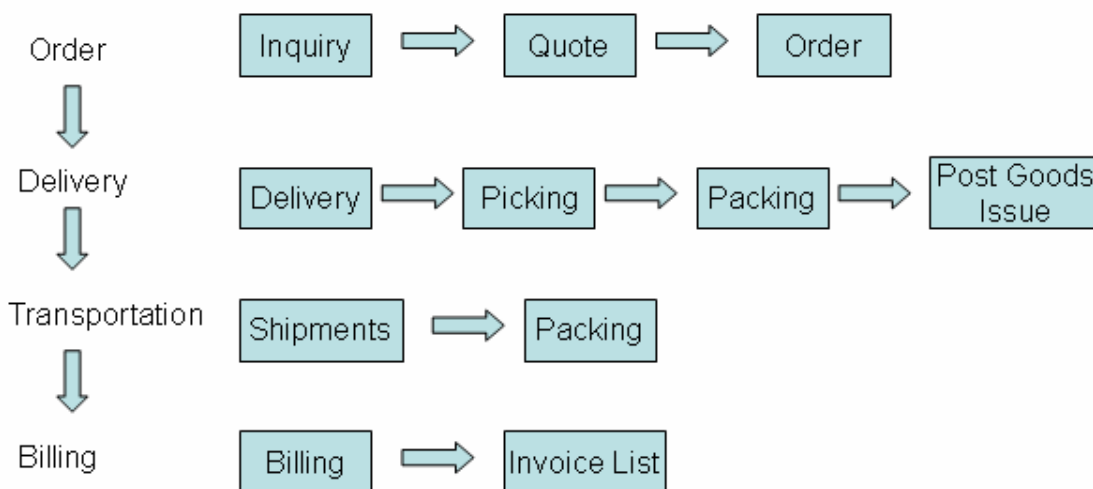 Order
Inquiry
Quote
Order
Delivery
Delivery
Picking
Packing
Post Goods
Issue
Transportation
Shipments
Packing
Billing
Billing
Invoice List